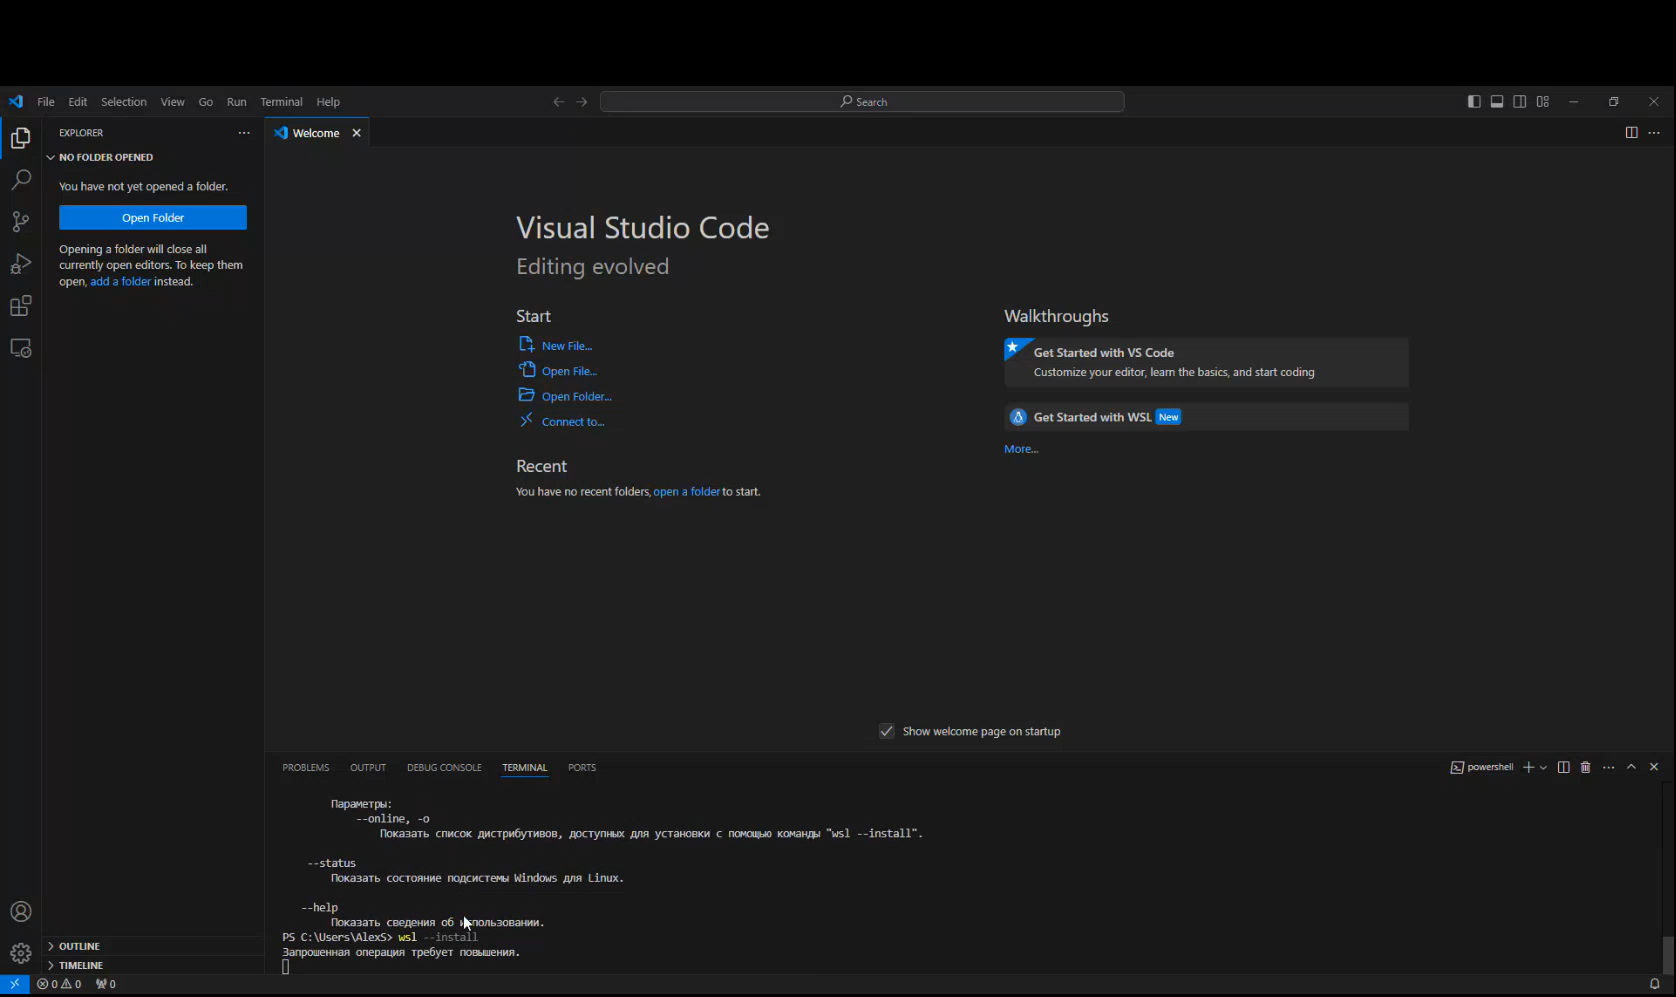 File Edit Selection View Go Run Terminal Help
Search
EXPLORER
NO FOLDER OPENED
You have not yet opened a folder.
Open Folder
Opening a folder will close all
currently open editors. To keep them
open, add a folder instead.
OUTLINE
TIMELINE
Welcome
Visual Studio Code
Editing evolved
Start
New File...
Open File...
Open Folder...
Connect to...
Recent
You have no recent folders, open a folder to start.
Walkthroughs
Get Started with VS Code
Customize your editor, learn the basics, and start coding
Get Started with WSL New
More...
Show welcome page on startup
PROBLEMS OUTPUT DEBUG CONSOLE TERMINAL PORTS
powershell
Параметры:
--online, -o
Показать список дистрибутивов, доступных для установки с помощью команды "wsl --install".
--status
Показать состояние подсистемы Windows для Linux.
--help
Показать сведения об использовании.
PS C:\Users\AlexS> wsl --install
Запрошенная операция требует повышения.
0 0 0